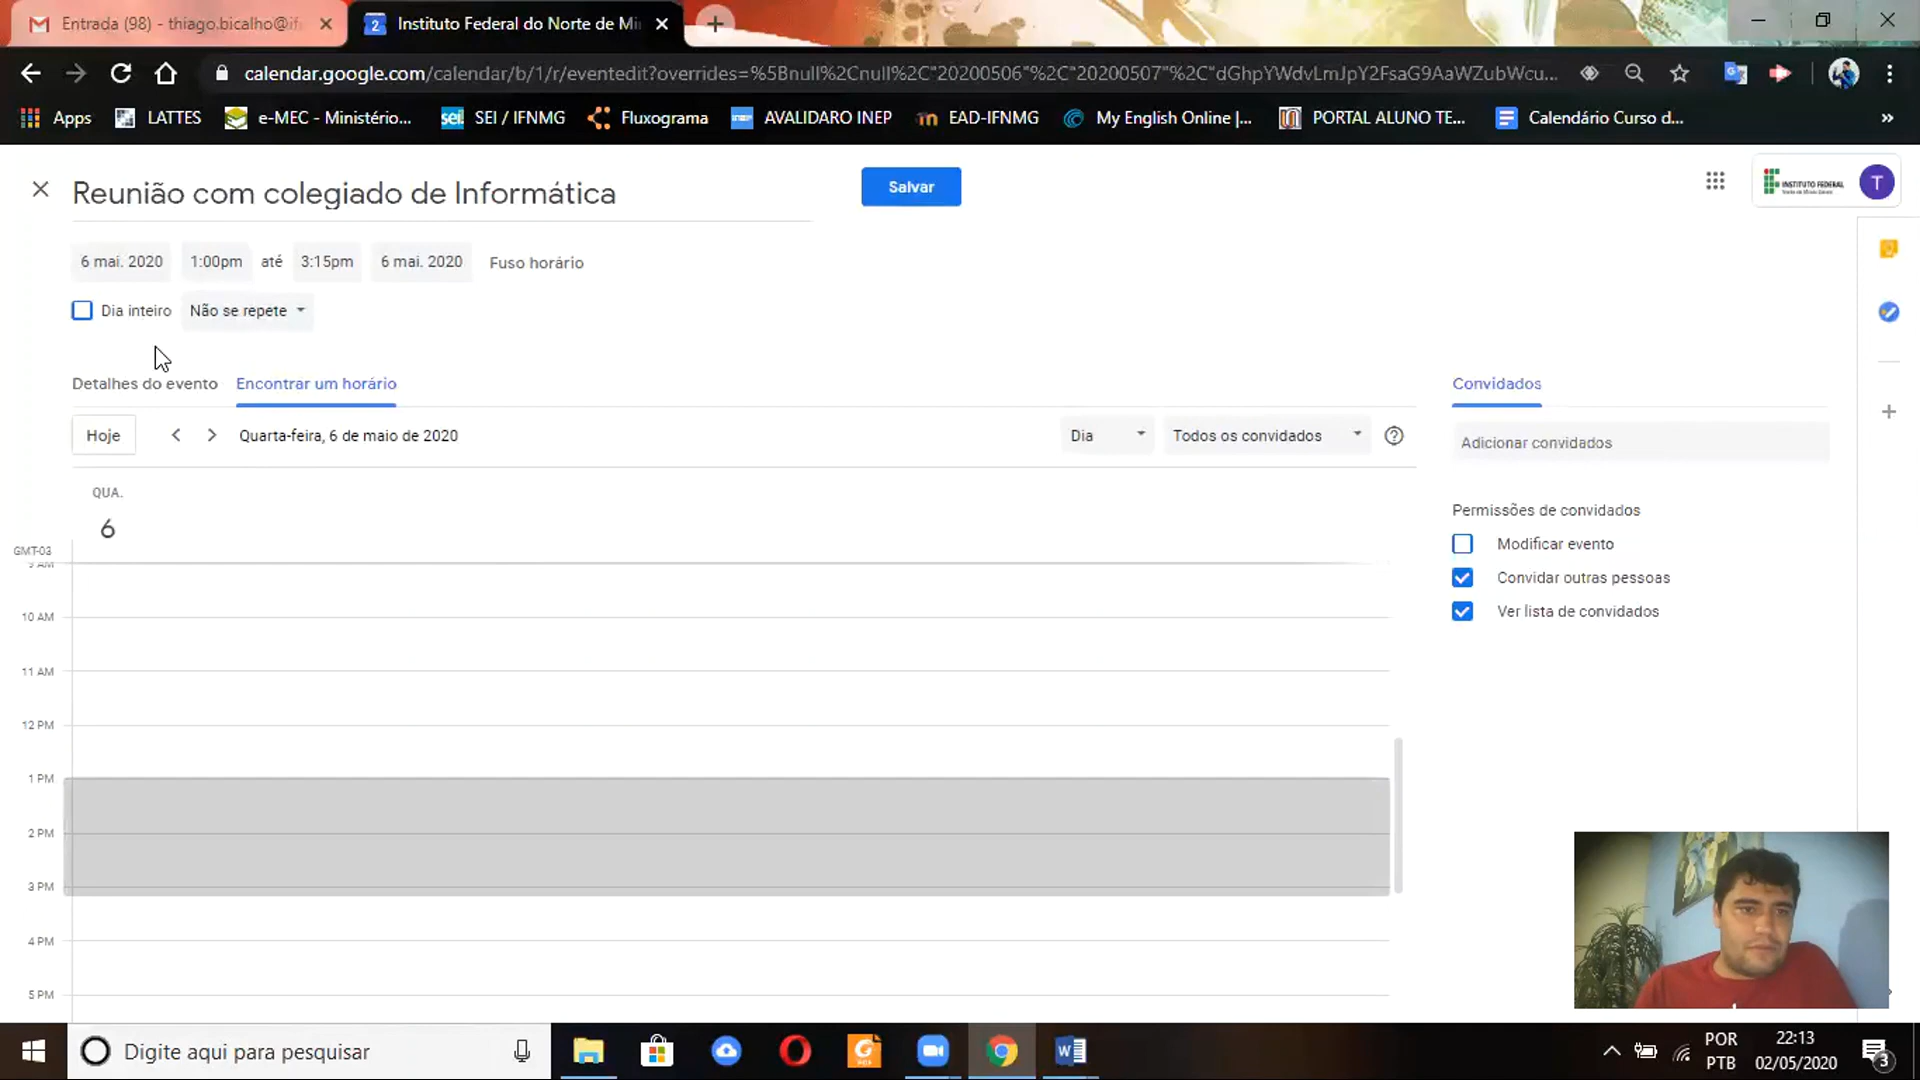 Entrada (98) - thiago.bicalho@if
Instituto Federal do Norte de Mi
calendar.google.com/calendar/b/1/r/eventedit?overrides=%5Bnull%2Cnull%2C"20200506"%2C"20200507"%2C"dGhpYWdvLmJpY2FsaG9AaWZubWcu...
Apps
LATTES
e-MEC - Ministério...
sei! SEI / IFNMG
Fluxograma
AVALIDARO INEP
EAD-IFNMG
My English Online |...
PORTAL ALUNO TE...
Calendário Curso d...
»
Reunião com colegiado de Informática
Salvar
INSTITUTO FEDERAL
T
6 mai. 2020 1:00pm até 3:15pm 6 mai. 2020 Fuso horário
Dia inteiro Não se repete
Detalhes do evento Encontrar um horário
Convidados
Hoje Quarta-feira, 6 de maio de 2020
Dia Todos os convidados
Adicionar convidados
QUA.
6
Permissões de convidados
Modificar evento
Convidar outras pessoas
Ver lista de convidados
GMT-03
9 AM
10 AM
11 AM
12 PM
1 PM
2 PM
3 PM
4 PM
5 PM
Digite aqui para pesquisar
POR
PTB
22:13
02/05/2020
3